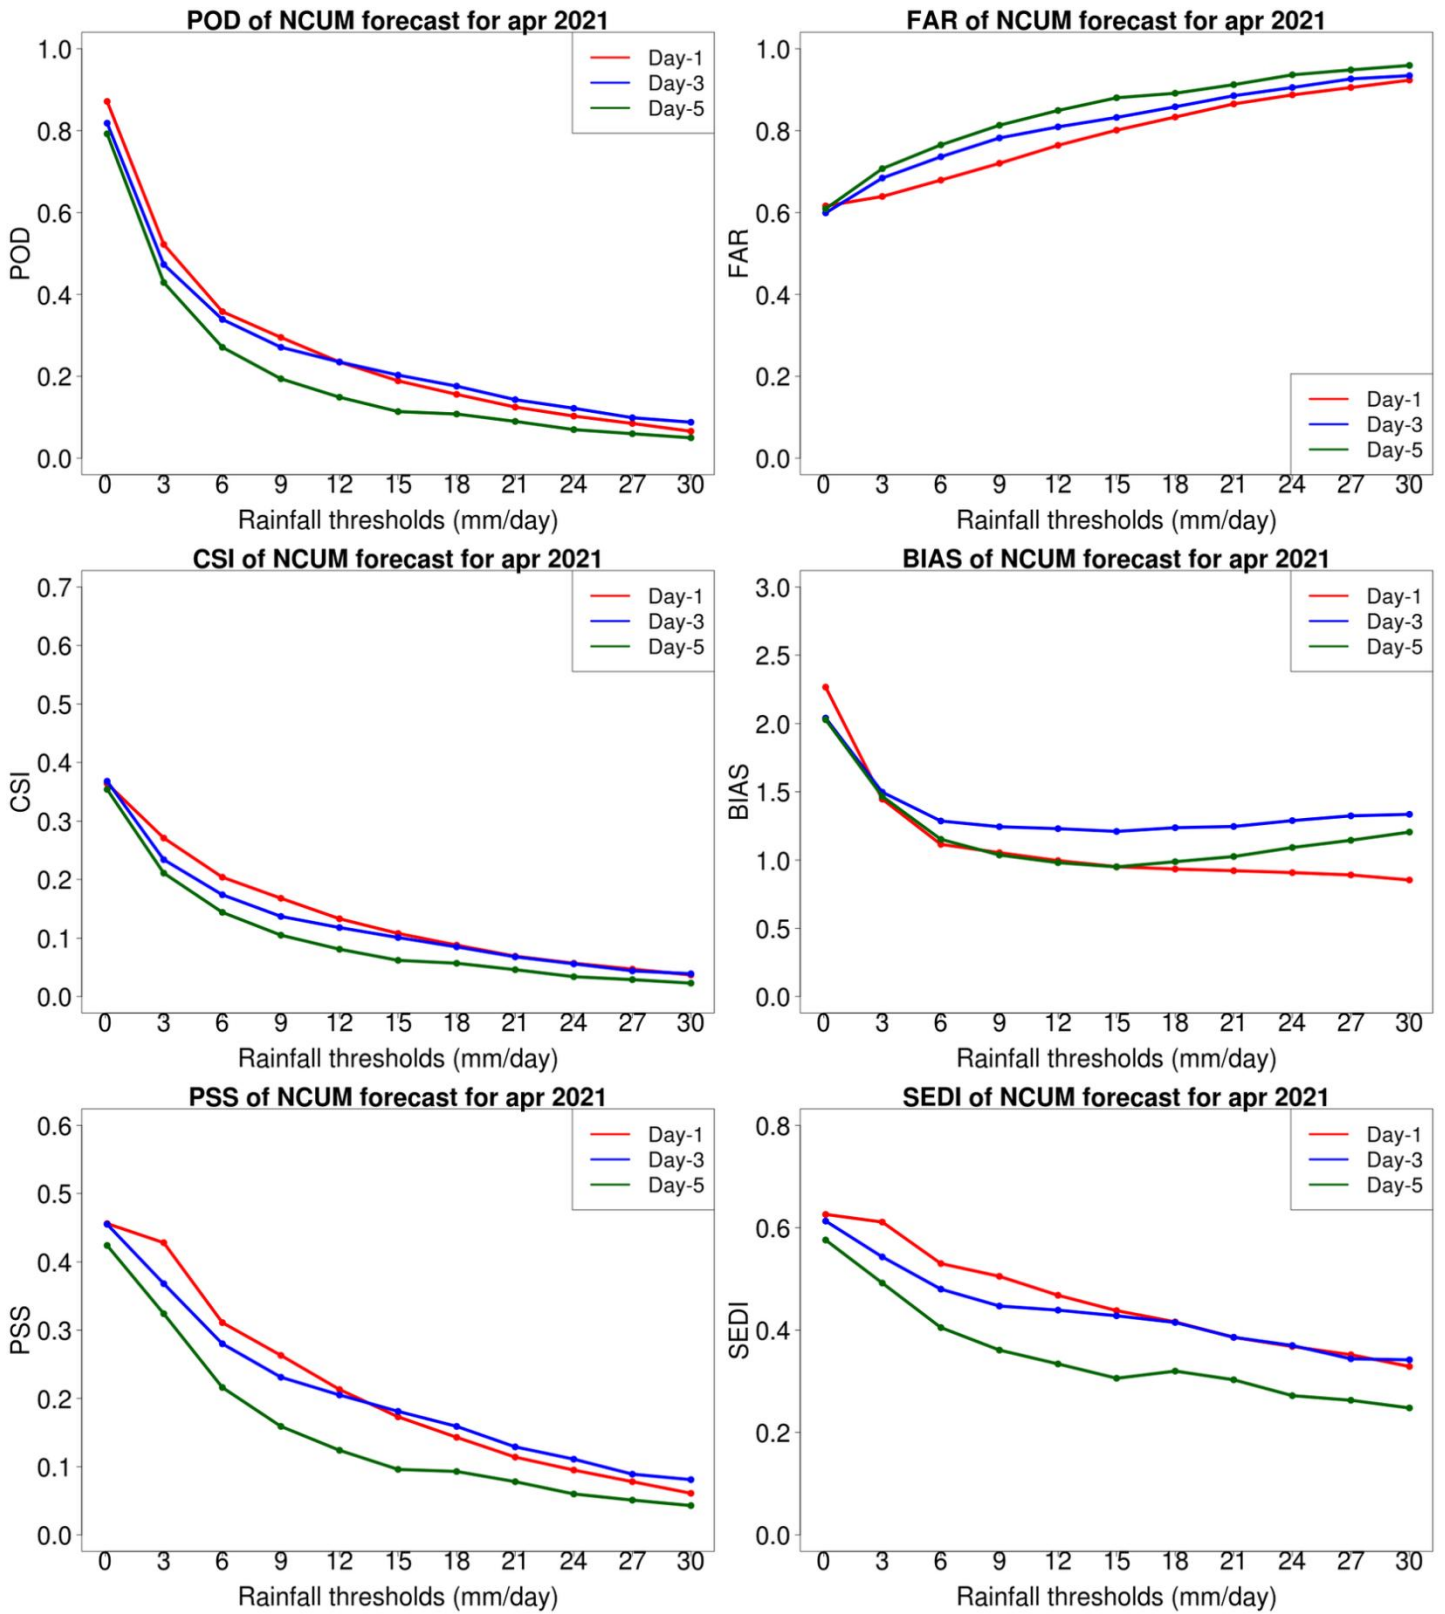 POD of NCUM forecast for apr 2021
Day-1
Day-3
Day-5
1.0
0.8
0.6
0.4
0.2
0.0
POD
0 3 6 9 12 15 18 21 24 27 30
Rainfall thresholds (mm/day)
FAR of NCUM forecast for apr 2021
1.0
0.8
0.6
0.4
0.2
0.0
FAR
Day-1
Day-3
Day-5
0 3 6 9 12 15 18 21 24 27 30
Rainfall thresholds (mm/day)
CSI of NCUM forecast for apr 2021
Day-1
Day-3
Day-5
0.7
0.6
0.5
0.4
0.3
0.2
0.1
0.0
CSI
0 3 6 9 12 15 18 21 24 27 30
Rainfall thresholds (mm/day)
BIAS of NCUM forecast for apr 2021
Day-1
Day-3
Day-5
3.0
2.5
2.0
1.5
1.0
0.5
0.0
BIAS
0 3 6 9 12 15 18 21 24 27 30
Rainfall thresholds (mm/day)
PSS of NCUM forecast for apr 2021
Day-1
Day-3
Day-5
0.6
0.5
0.4
0.3
0.2
0.1
0.0
PSS
0 3 6 9 12 15 18 21 24 27 30
Rainfall thresholds (mm/day)
SEDI of NCUM forecast for apr 2021
Day-1
Day-3
Day-5
0.8
0.6
0.4
0.2
0.0
SEDI
0 3 6 9 12 15 18 21 24 27 30
Rainfall thresholds (mm/day)